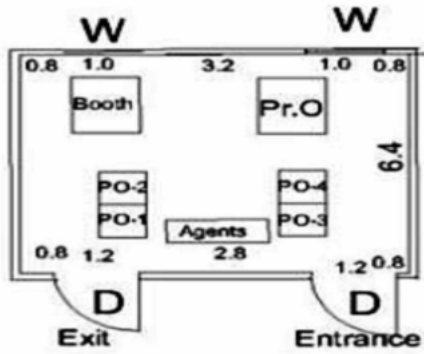 W W
0.8 1.0 3.2 1.0 0.8
Booth Pr.O
6.4
PO-2 PO-4
PO-1 Agents PO-3
0.8 1.2 2.8 1.2 0.8
D D
Exit Entrance